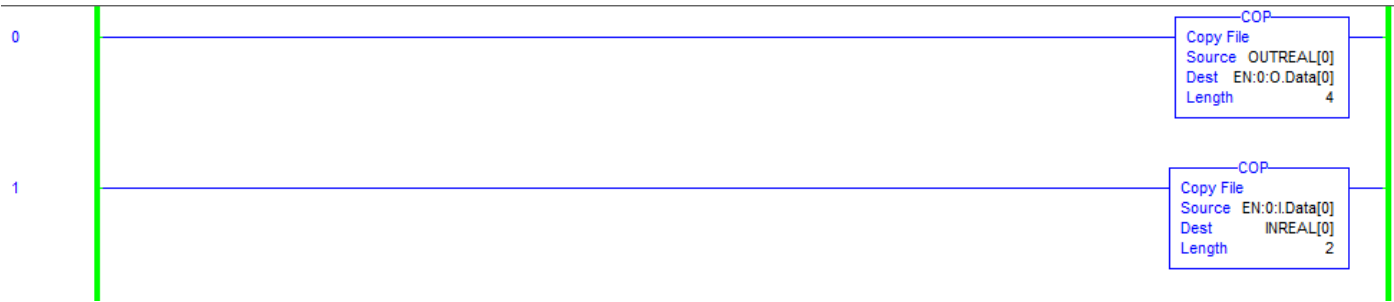 0
COP
Copy File
Source OUTREAL[0]
Dest EN:0:O.Data[0]
Length 4
1
COP
Copy File
Source EN:0:I.Data[0]
Dest INREAL[0]
Length 2